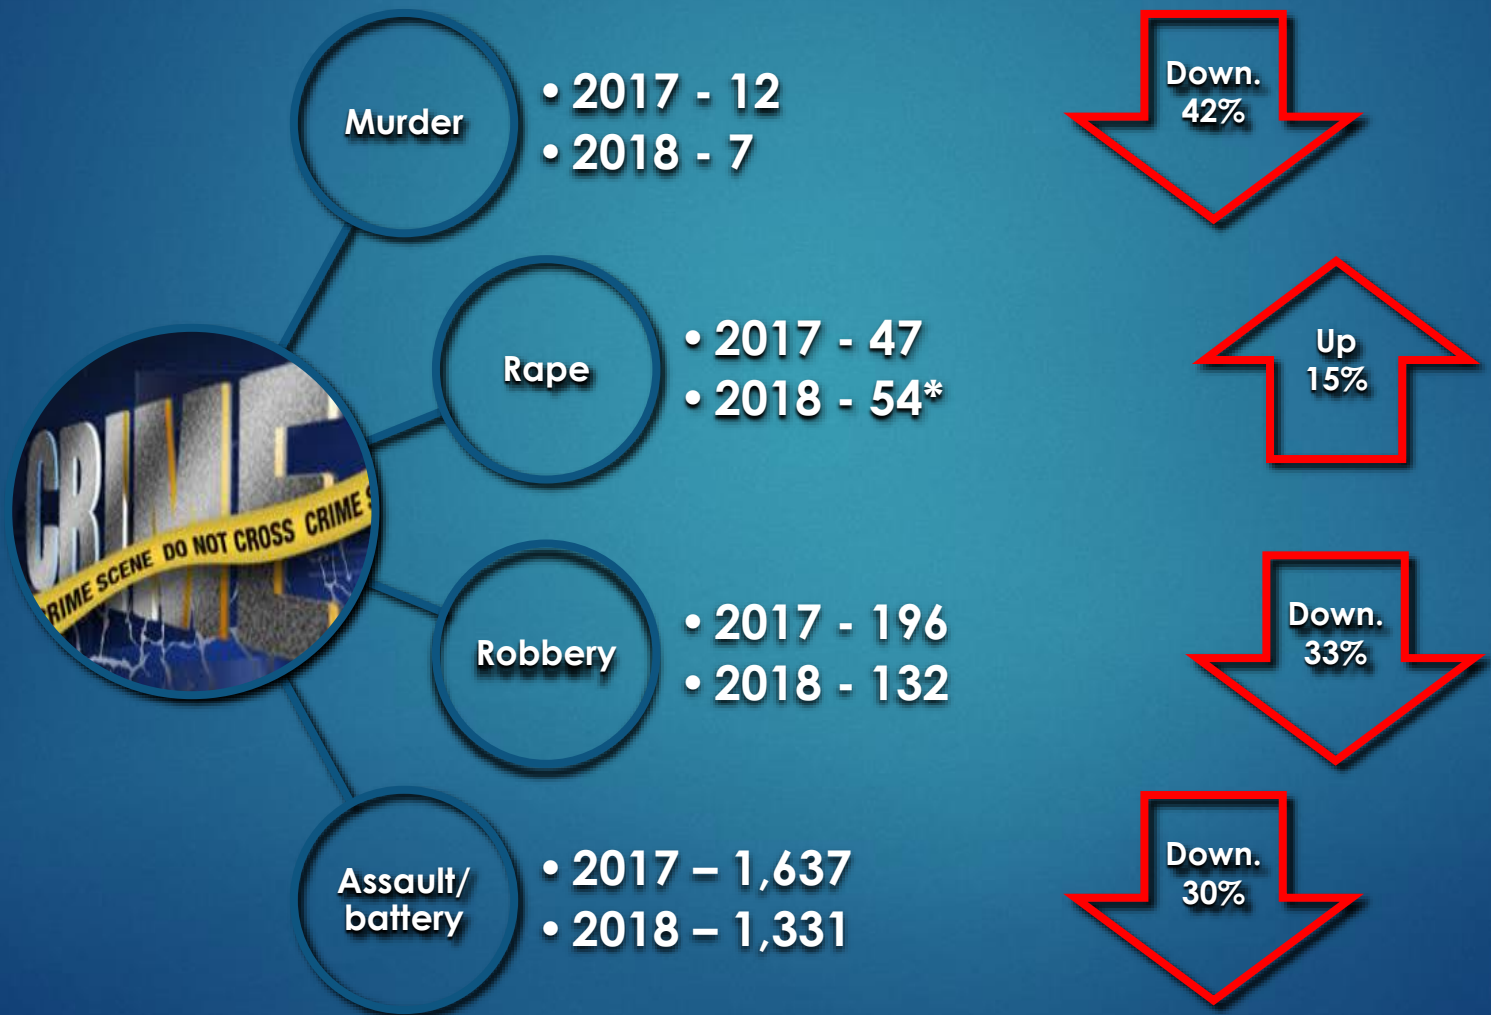 Murder
• 2017 - 12
• 2018 - 7
Down.
42%
Rape
• 2017 - 47
• 2018 - 54*
Up
15%
CRIME
CRIME SCENE DO NOT CROSS CRIME S
Robbery
• 2017 - 196
• 2018 - 132
Down.
33%
Assault/
battery
• 2017 – 1,637
• 2018 – 1,331
Down.
30%